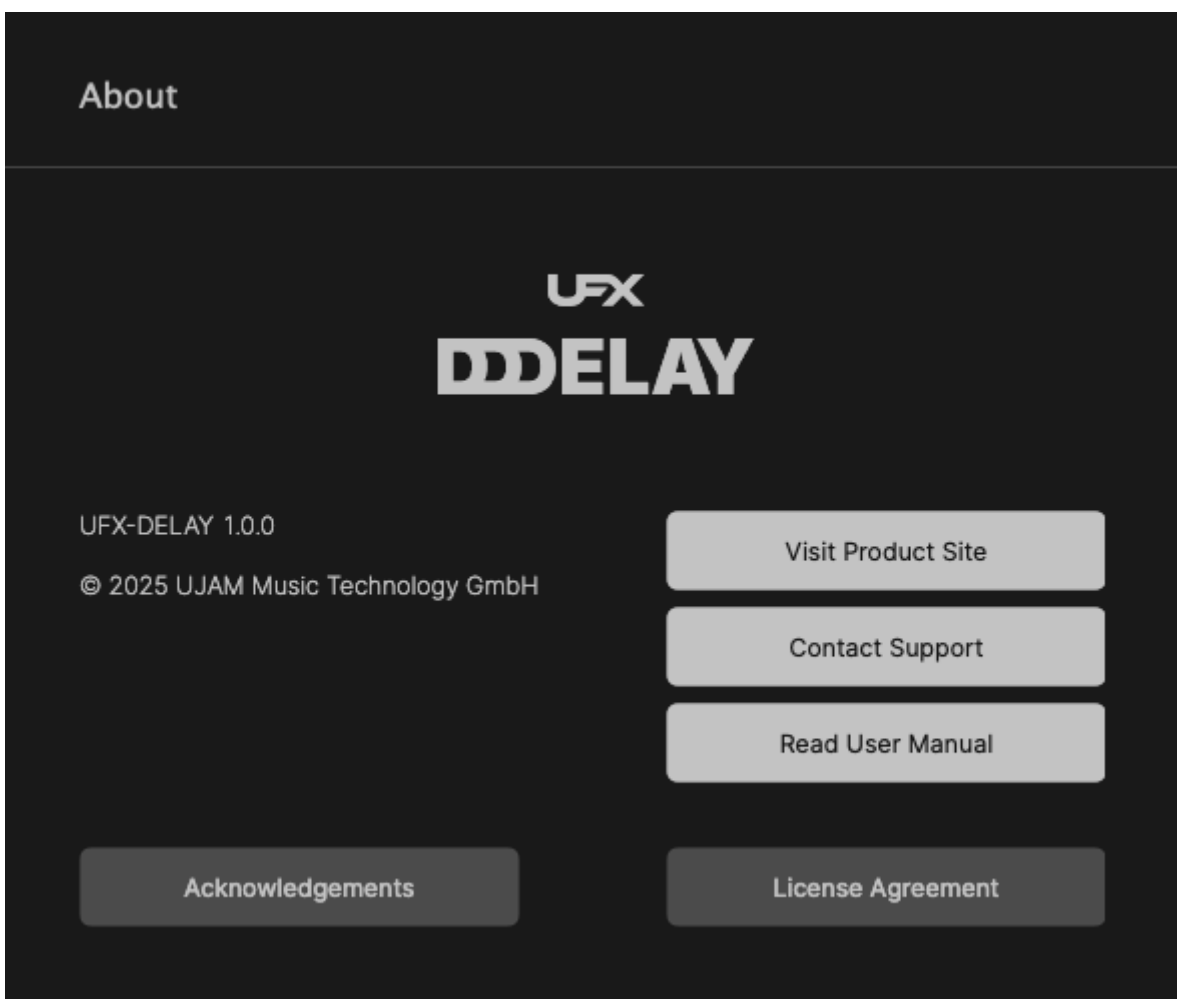 About
UFX
DDDELAY
UFX-DELAY 1.0.0
© 2025 UJAM Music Technology GmbH
Visit Product Site
Contact Support
Read User Manual
Acknowledgements
License Agreement